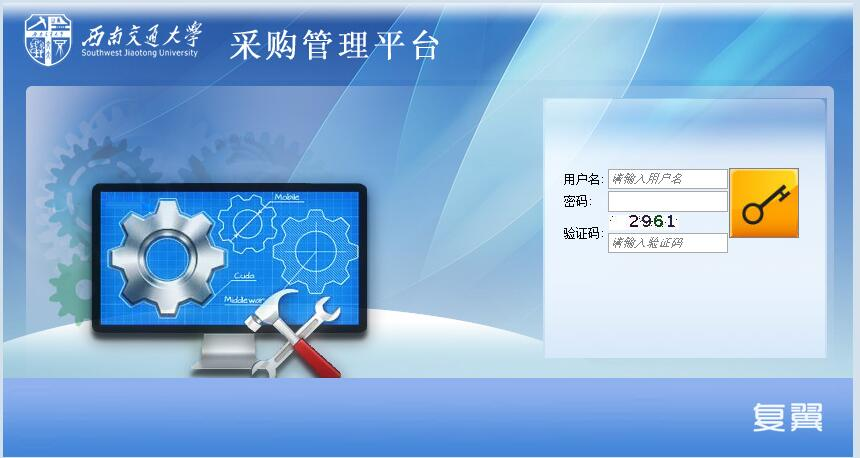 西南交通大学
Southwest Jiaotong University
采购管理平台
用户名: 请输入用户名
密码:
2961
验证码:
请输入验证码
Mobile
Cuda
Middleware
复翼